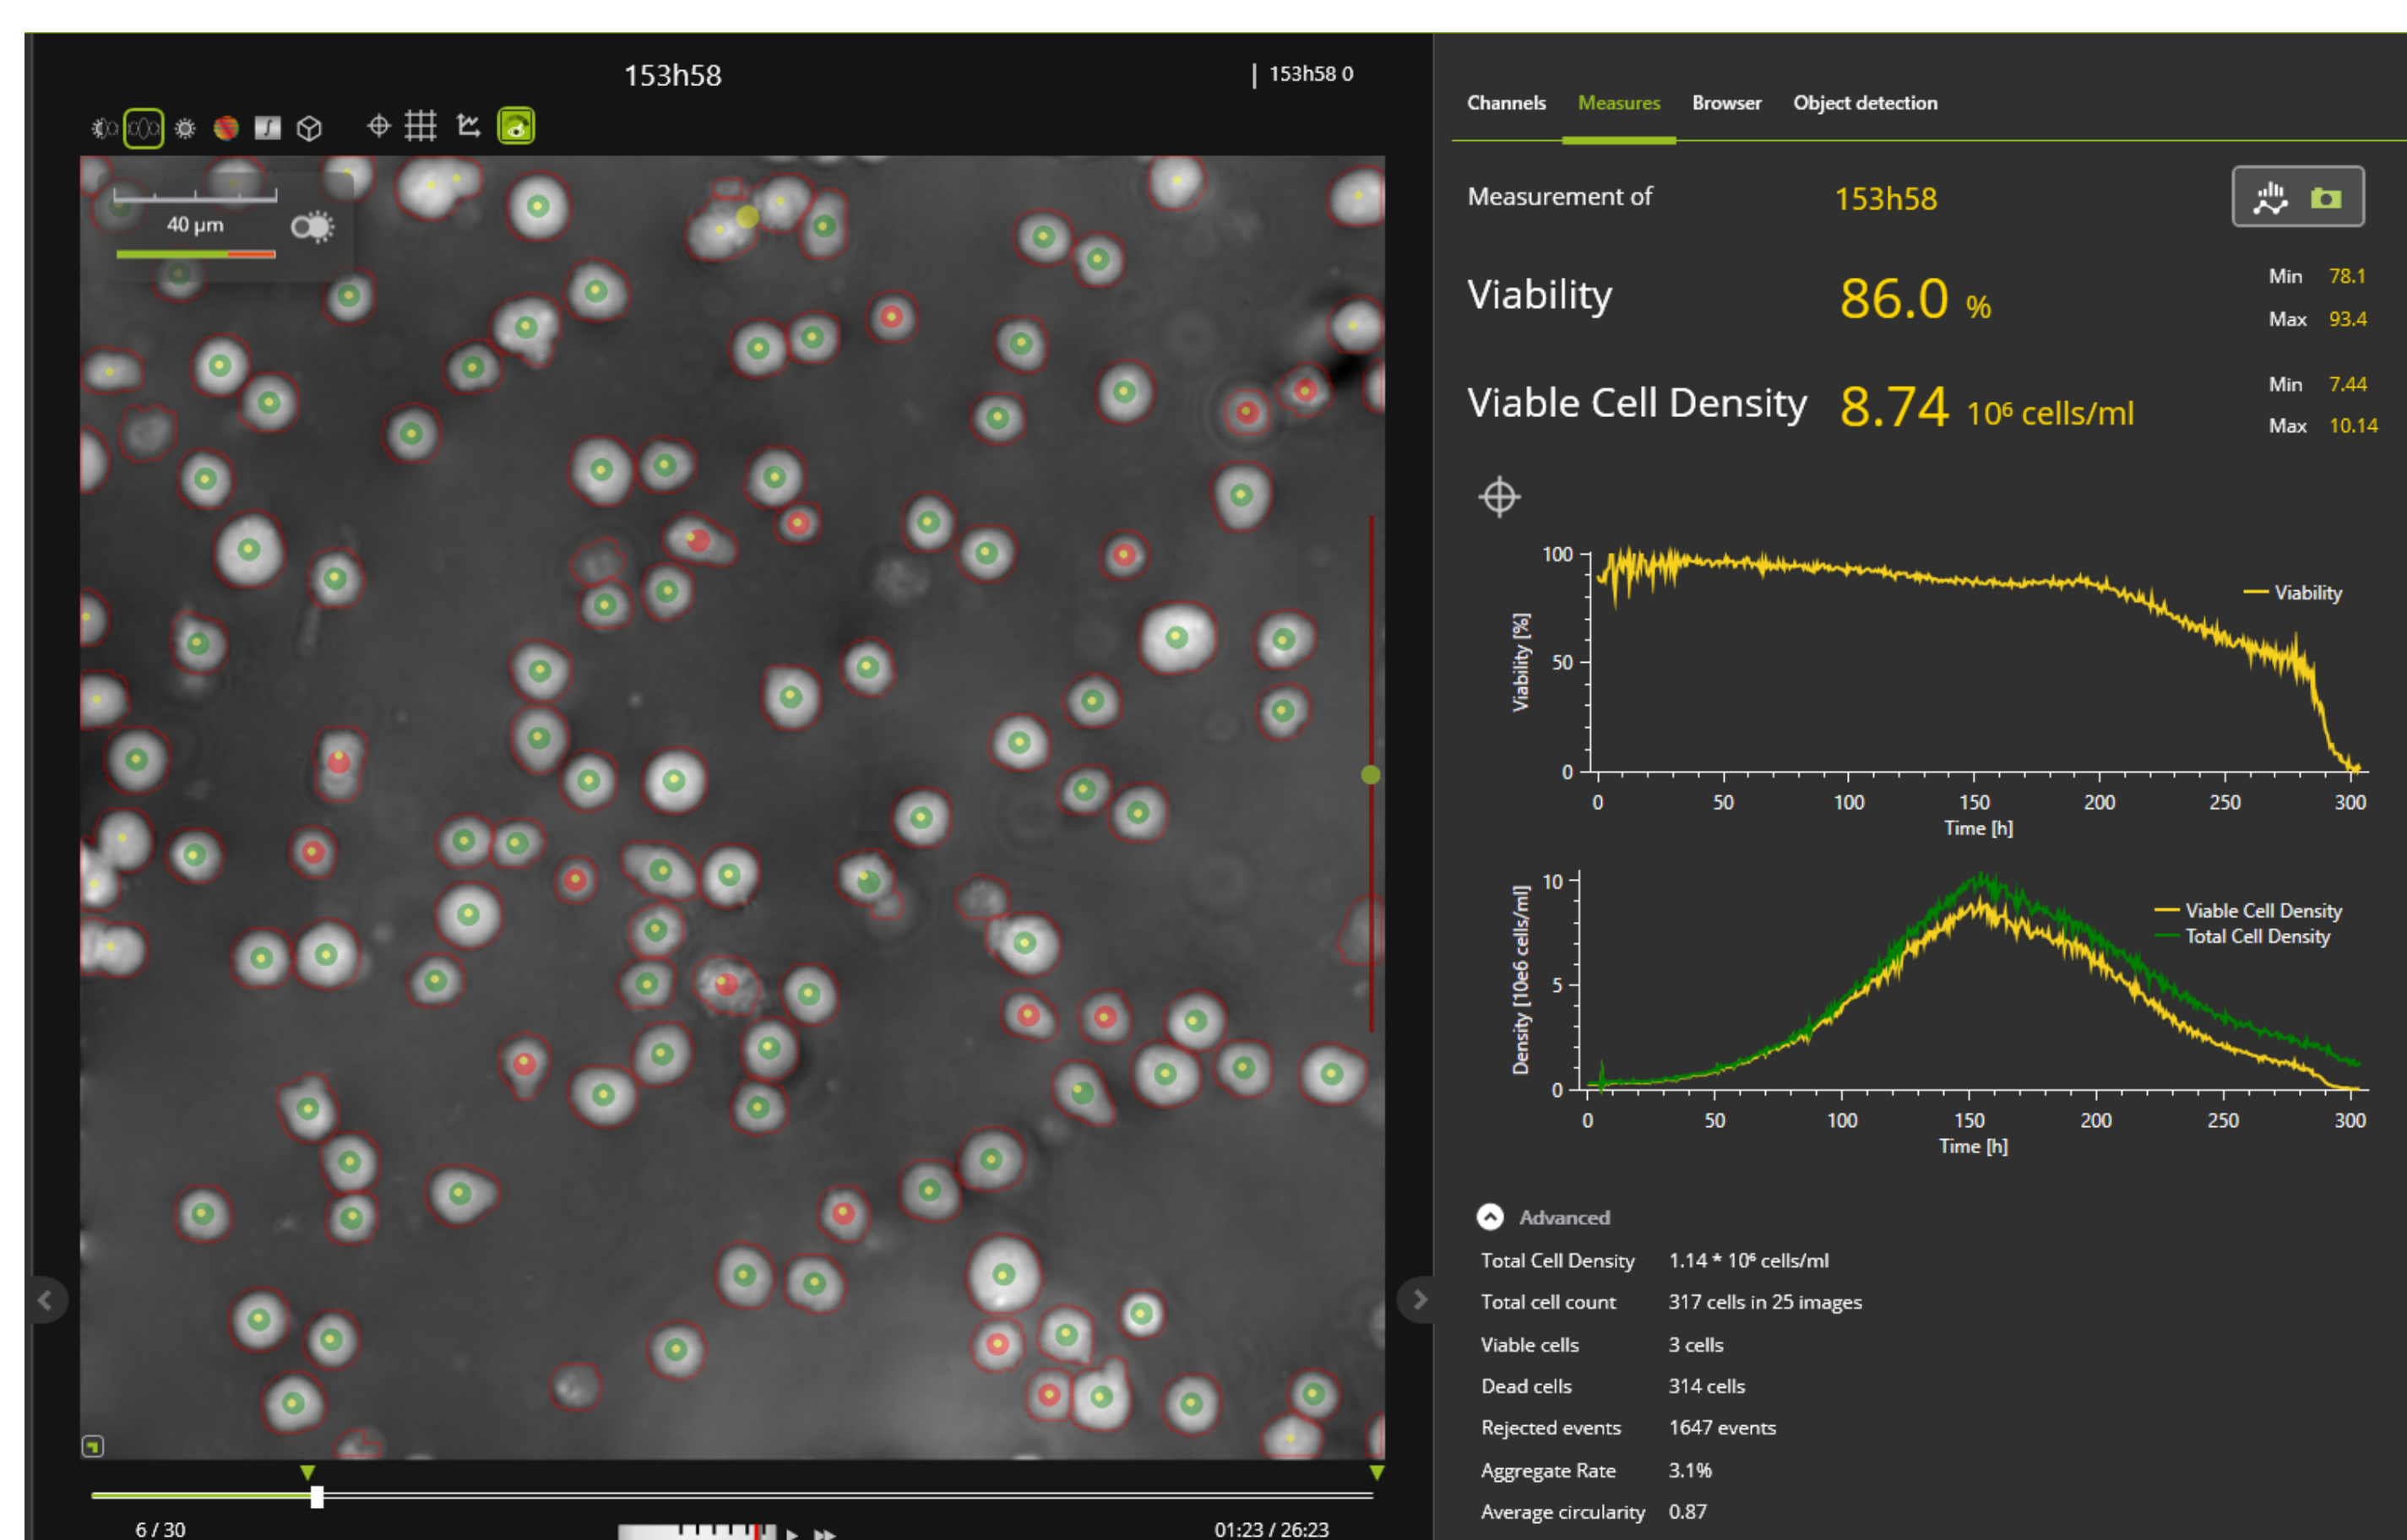 153h58
| 153h58 0
40 µm
6 / 30
01:23 / 26:23
Channels Measures Browser Object detection
Measurement of 153h58
Viability 86.0 %
Min 78.1
Max 93.4
Viable Cell Density 8.74 10⁶ cells/ml
Min 7.44
Max 10.14
100
50
0
Viability [%]
Viability
0 50 100 150 200 250 300
Time [h]
10
5
0
Density [10e6 cells/ml]
Viable Cell Density
Total Cell Density
0 50 100 150 200 250 300
Time [h]
Advanced
Total Cell Density 1.14 * 10⁶ cells/ml
Total cell count 317 cells in 25 images
Viable cells 3 cells
Dead cells 314 cells
Rejected events 1647 events
Aggregate Rate 3.1%
Average circularity 0.87